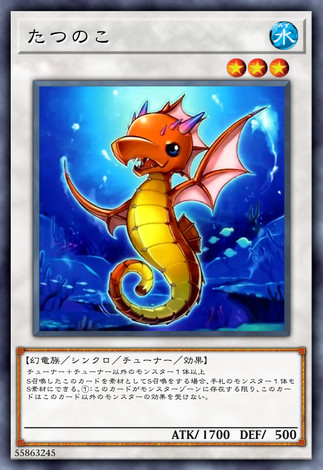 たつのこ
水
【幻竜族／シンクロ／チューナー／効果】
チューナー＋チューナー以外のモンスター１体以上
S召喚したこのカードを素材としてS召喚する場合、手札のモンスター１体もS素材にできる。①：このカードがモンスターゾーンに存在する限り、このカードはこのカード以外のモンスターの効果を受けない。
ATK/ 1700 DEF/ 500
55863245